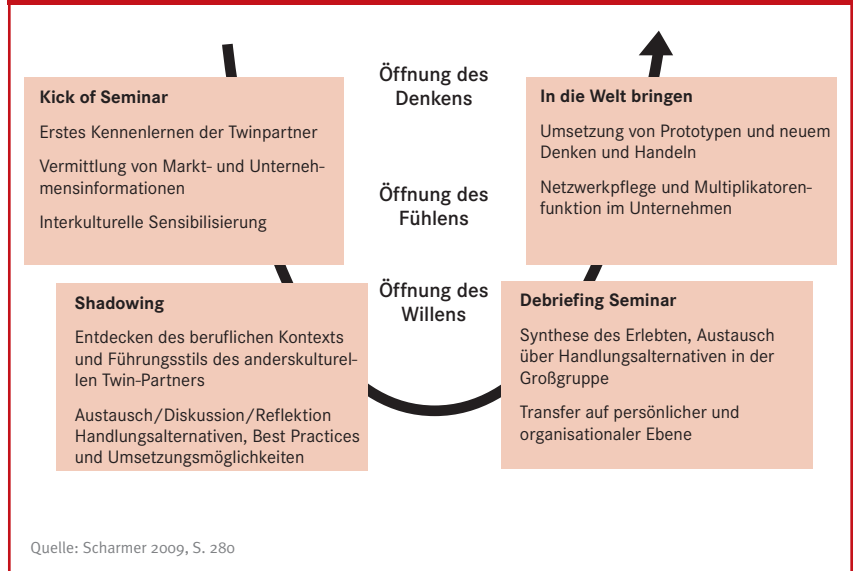 Öffnung des
Denkens
Kick of Seminar
Erstes Kennenlernen der Twinpartner
Vermittlung von Markt- und Unterneh-
mensinformationen
Interkulturelle Sensibilisierung
In die Welt bringen
Umsetzung von Prototypen und neuem
Denken und Handeln
Netzwerkpflege und Multiplikatoren-
funktion im Unternehmen
Öffnung des
Fühlens
Öffnung des
Willens
Shadowing
Entdecken des beruflichen Kontexts
und Führungsstils des anderskulturel-
len Twin-Partners
Austausch/Diskussion/Reflektion
Handlungsalternativen, Best Practices
und Umsetzungsmöglichkeiten
Debriefing Seminar
Synthese des Erlebten, Austausch
über Handlungsalternativen in der
Großgruppe
Transfer auf persönlicher und
organisationaler Ebene
Quelle: Scharmer 2009, S. 280